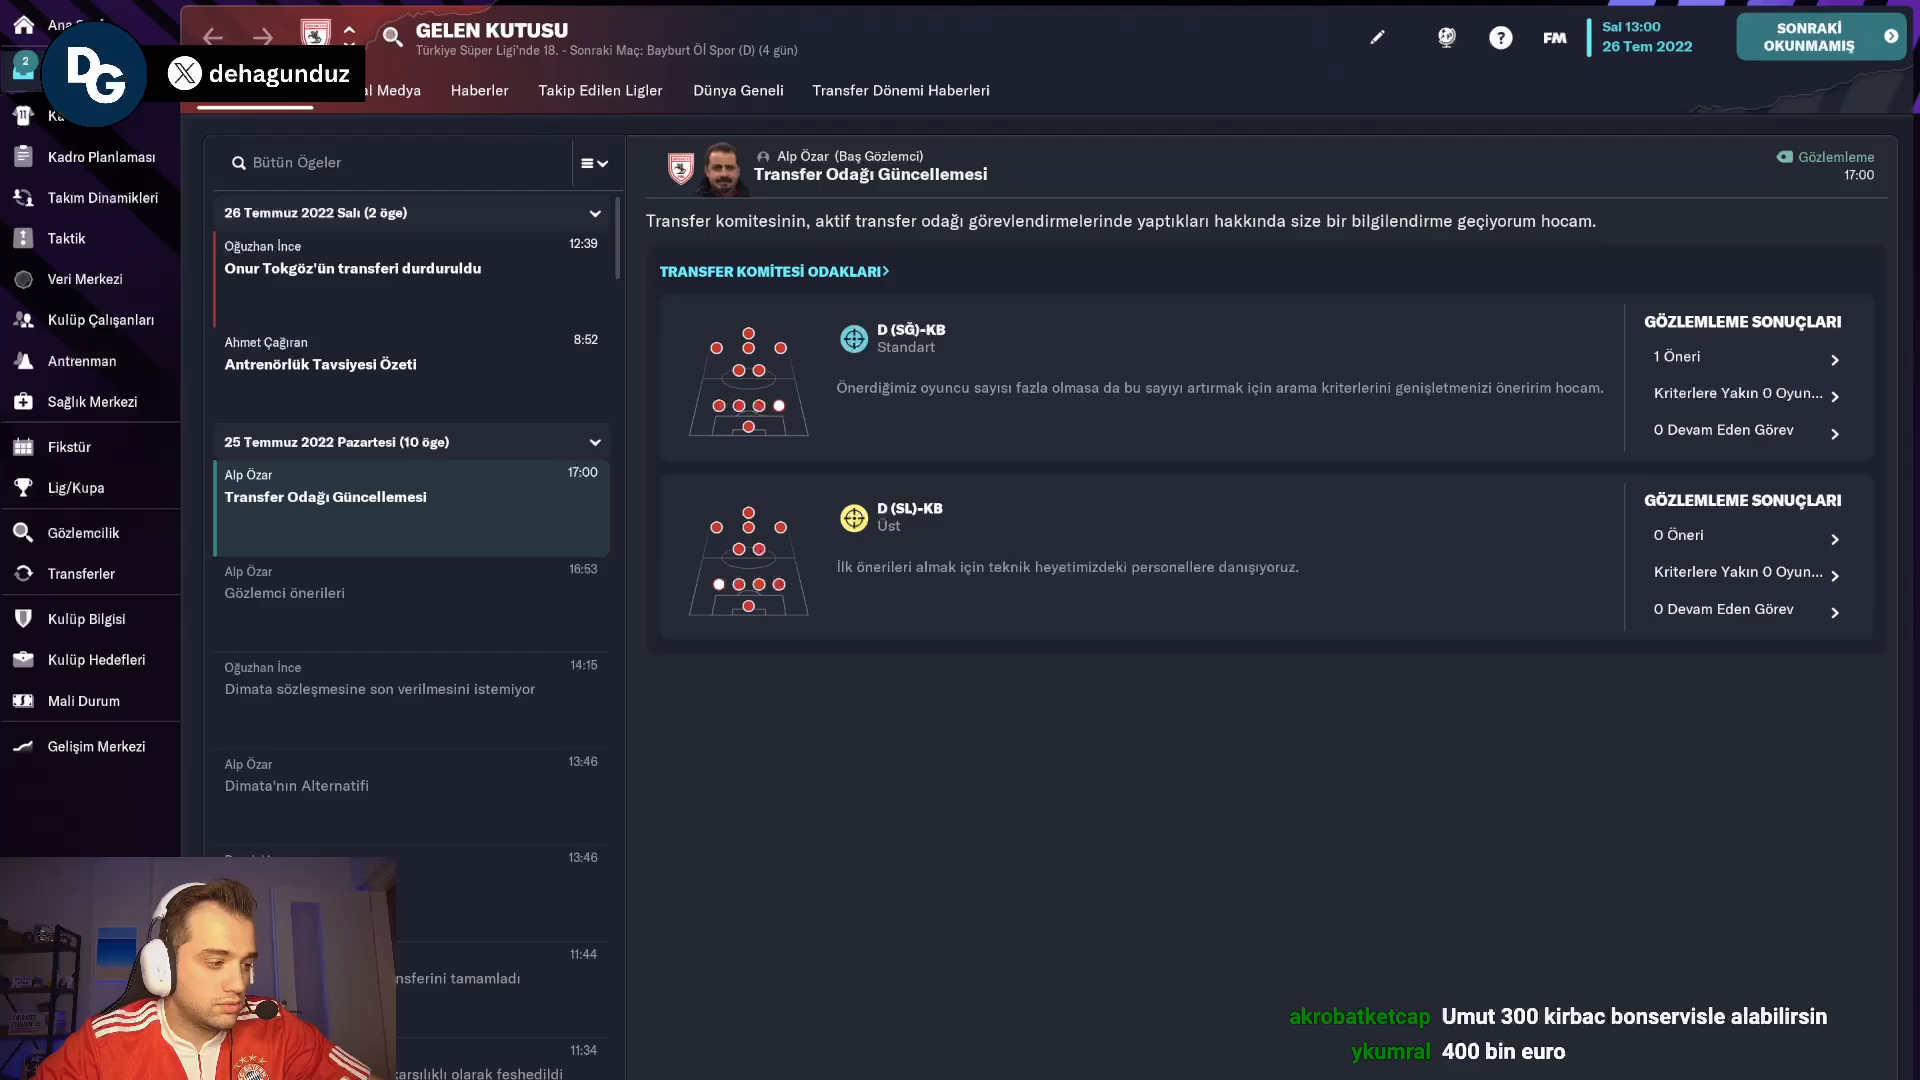 GELEN KUTUSU
Türkiye Süper Ligi'nde 18. - Sonraki Maç: Bayburt Öl Spor (D) (4 gün)
FM
Sal 13:00
26 Tem 2022
SONRAKİ
OKUNMAMIŞ
2
DG
dehagunduz
al Medya
Haberler
Takip Edilen Ligler
Dünya Geneli
Transfer Dönemi Haberleri
Kadro Planlaması
Takım Dinamikleri
Taktik
Veri Merkezi
Kulüp Çalışanları
Antrenman
Sağlık Merkezi
Fikstür
Lig/Kupa
Gözlemcilik
Transferler
Kulüp Bilgisi
Kulüp Hedefleri
Mali Durum
Gelişim Merkezi
Bütün Ögeler
26 Temmuz 2022 Salı (2 öge)
Oğuzhan İnce 12:39
Onur Tokgöz'ün transferi durduruldu
Ahmet Çağıran 8:52
Antrenörlük Tavsiyesi Özeti
25 Temmuz 2022 Pazartesi (10 öge)
Alp Özar 17:00
Transfer Odağı Güncellemesi
Alp Özar 16:53
Gözlemci önerileri
Oğuzhan İnce 14:15
Dimata sözleşmesine son verilmesini istemiyor
Alp Özar 13:46
Dimata'nın Alternatifi
13:46
11:44
nsferini tamamladı
11:34
karşılıklı olarak feshedildi
Alp Özar (Baş Gözlemci)
Transfer Odağı Güncellemesi
Gözlemleme
17:00
Transfer komitesinin, aktif transfer odağı görevlendirmelerinde yaptıkları hakkında size bir bilgilendirme geçiyorum hocam.
TRANSFER KOMİTESİ ODAKLARI>
D (SĞ)-KB
Standart
Önerdiğimiz oyuncu sayısı fazla olmasa da bu sayıyı artırmak için arama kriterlerini genişletmenizi öneririm hocam.
GÖZLEMLEME SONUÇLARI
1 Öneri
Kriterlere Yakın 0 Oyun...
0 Devam Eden Görev
D (SL)-KB
Üst
İlk önerileri almak için teknik heyetimizdeki personellere danışıyoruz.
GÖZLEMLEME SONUÇLARI
0 Öneri
Kriterlere Yakın 0 Oyun...
0 Devam Eden Görev
akrobatketcap Umut 300 kirbac bonservisle alabilirsin
ykumral 400 bin euro